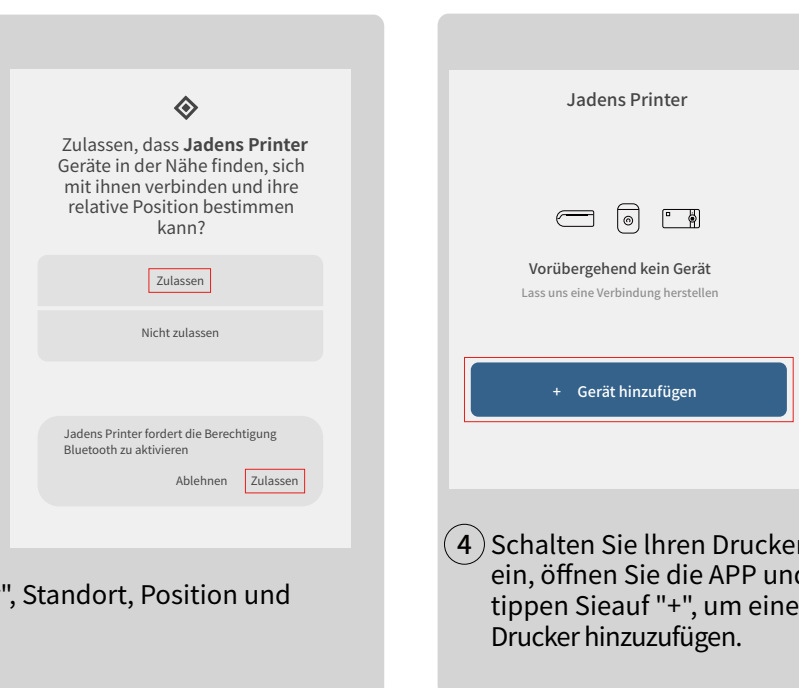 Zulassen, dass Jadens Printer
Geräte in der Nähe finden, sich
mit ihnen verbinden und ihre
relative Position bestimmen
kann?
Zulassen
Nicht zulassen
Jadens Printer fordert die Berechtigung
Bluetooth zu aktivieren
Ablehnen Zulassen
", Standort, Position und
Jadens Printer
Vorübergehend kein Gerät
Lass uns eine Verbindung herstellen
+ Gerät hinzufügen
4 Schalten Sie lhren Drucker
ein, öffnen Sie die APP und
tippen Sieauf "+", um eine
Drucker hinzuzufügen.